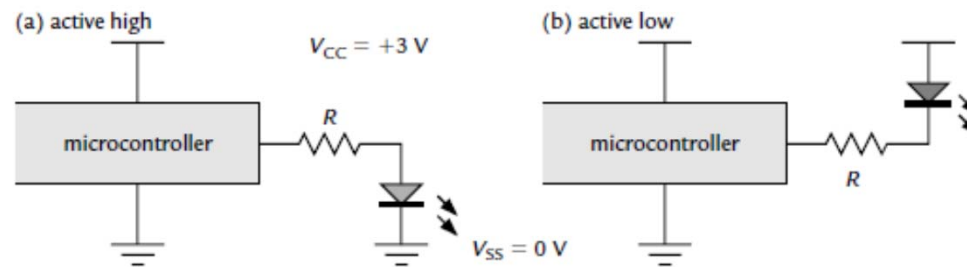 (a) active high
V_CC = +3 V
microcontroller
R
V_SS = 0 V
(b) active low
microcontroller
R